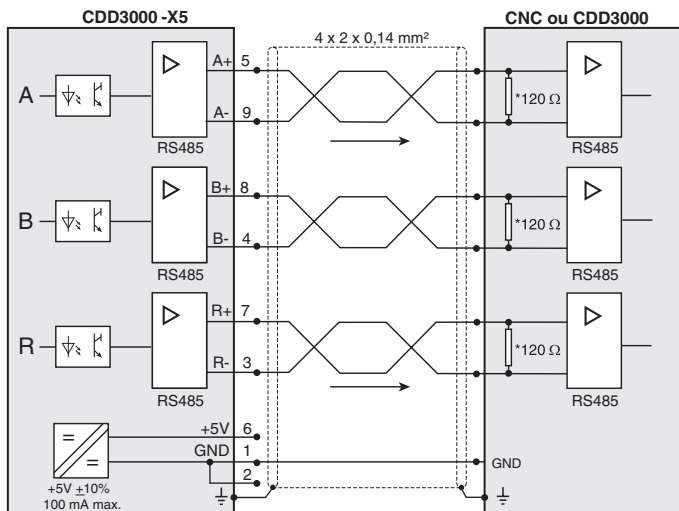 CDD3000 -X5
4 x 2 x 0,14 mm²
CNC ou CDD3000
A
A+ 5
A- 9
RS485
*120 Ω
RS485
B
B+ 8
B- 4
RS485
*120 Ω
RS485
R
R+ 7
R- 3
RS485
*120 Ω
RS485
+5V 6
GND 1
2
GND
+5V ±10%
100 mA max.